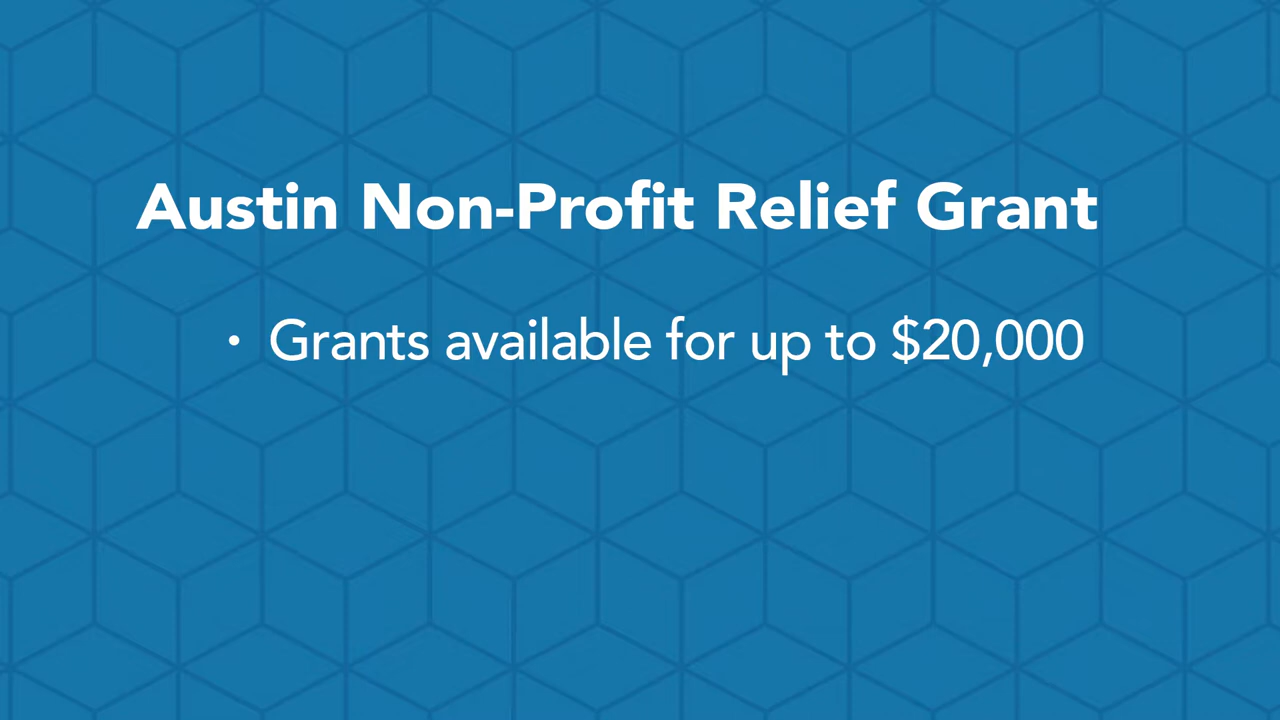 Austin Non-Profit Relief Grant
• Grants available for up to $20,000